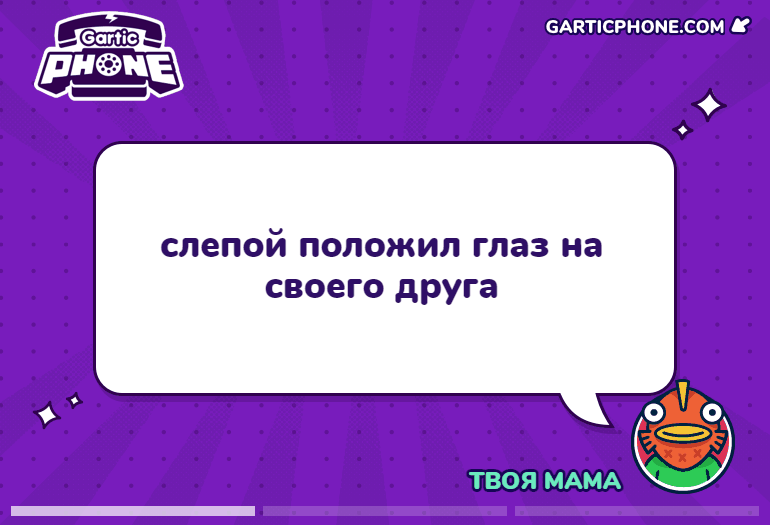 Gartic
PHONE
GARTICPHONE.COM
слепой положил глаз на
своего друга
ТВОЯ МАМА